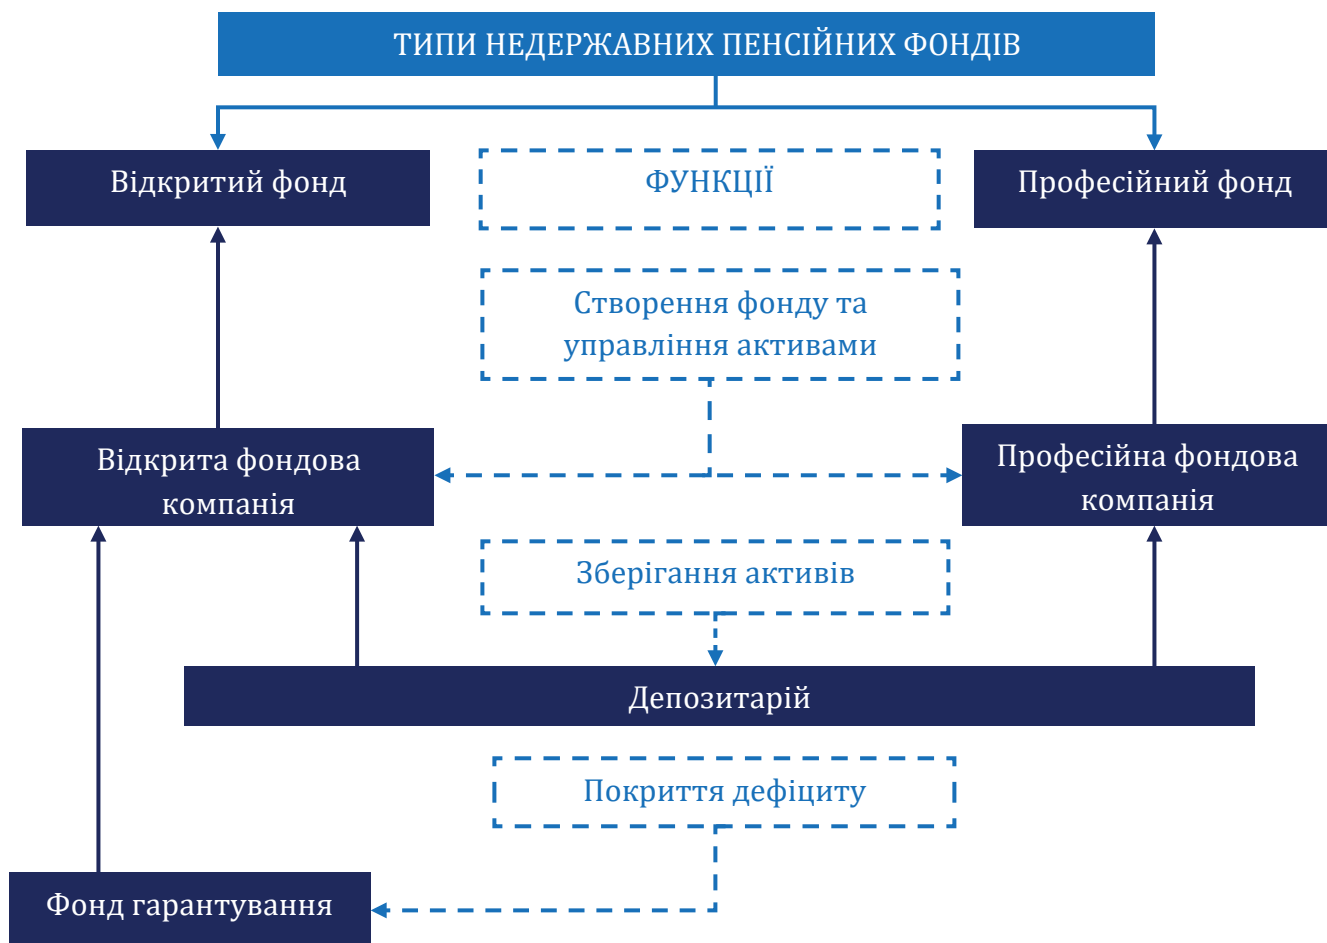 ТИПИ НЕДЕРЖАВНИХ ПЕНСІЙНИХ ФОНДІВ
Відкритий фонд
ФУНКЦІЇ
Професійний фонд
Створення фонду та
управління активами
Відкрита фондова
компанія
Професійна фондова
компанія
Зберігання активів
Депозитарій
Покриття дефіциту
Фонд гарантування